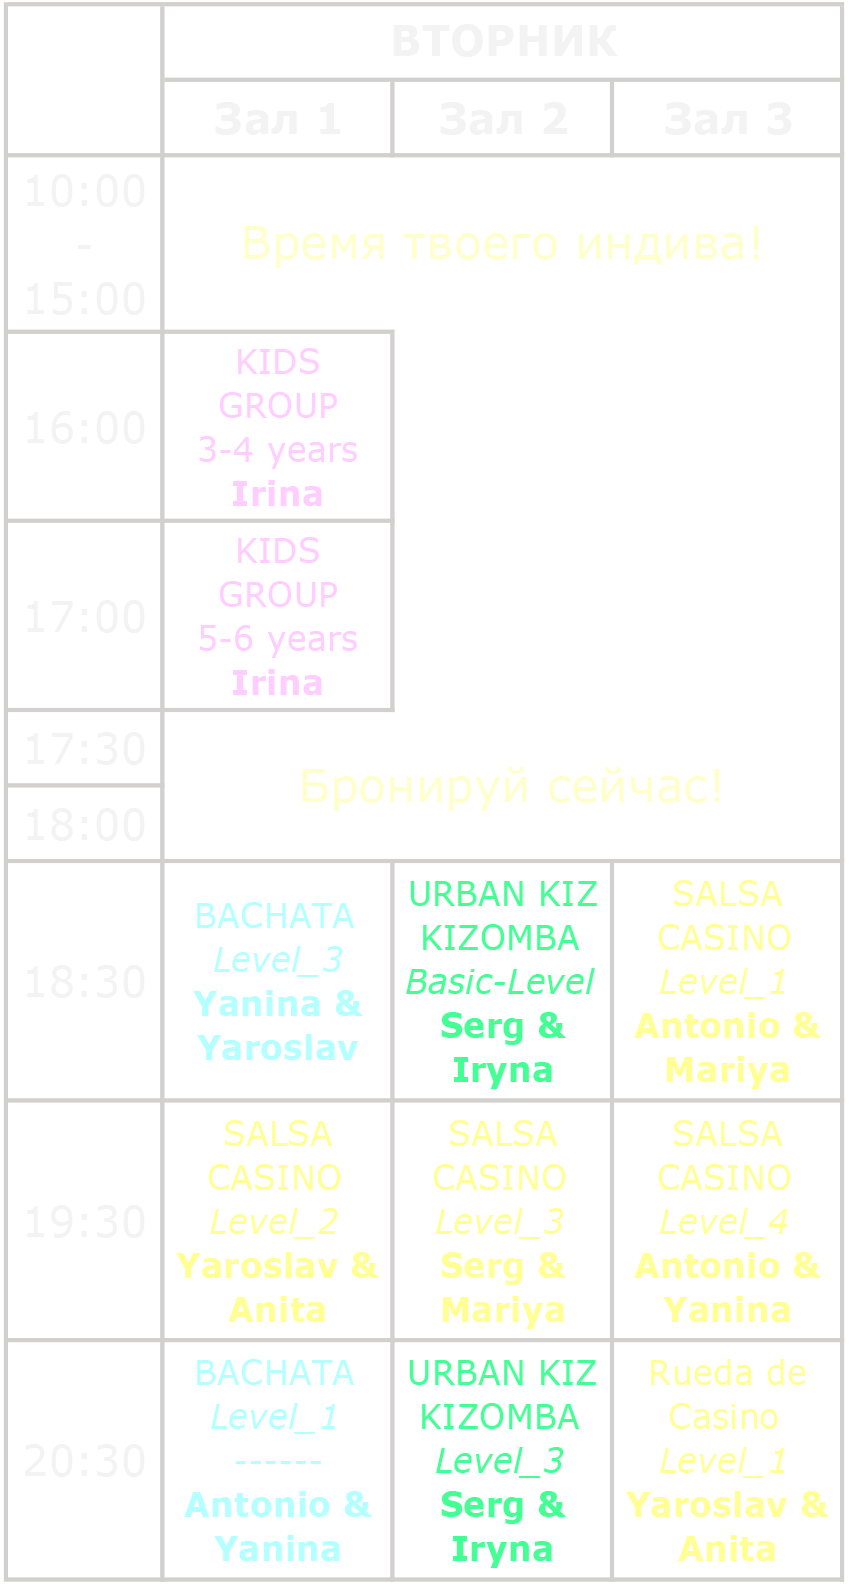 ВТОРНИК
Зал 1 Зал 2 Зал 3
10:00
-
15:00
Время твоего индива!
16:00
KIDS
GROUP
3-4 years
Irina
17:00
KIDS
GROUP
5-6 years
Irina
17:30
18:00
Бронируй сейчас!
18:30
BACHATA
Level_3
Yanina &
Yaroslav
URBAN KIZ
KIZOMBA
Basic-Level
Serg &
Iryna
SALSA
CASINO
Level_1
Antonio &
Mariya
19:30
SALSA
CASINO
Level_2
Yaroslav &
Anita
SALSA
CASINO
Level_3
Serg &
Mariya
SALSA
CASINO
Level_4
Antonio &
Yanina
20:30
BACHATA
Level_1
------
Antonio &
Yanina
URBAN KIZ
KIZOMBA
Level_3
Serg &
Iryna
Rueda de
Casino
Level_1
Yaroslav &
Anita